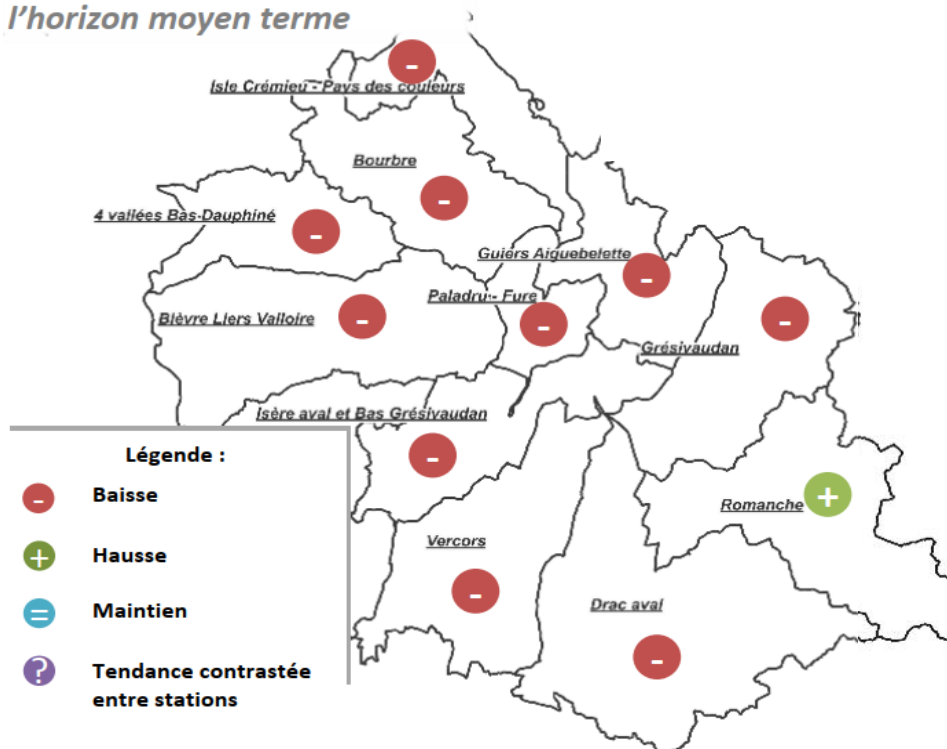 l'horizon moyen terme
-
Isle Crémieu - Pays des couleurs
Bourbre
-
4 vallées Bas-Dauphiné
-
Guiers Aiguebelette
-
Paladru - Fure
-
Bièvre Liers Valloire
-
-
Grésivaudan
Isère aval et Bas Grésivaudan
-
Légende :
- Baisse
+ Hausse
= Maintien
? Tendance contrastée
entre stations
+
Romanche
Vercors
-
Drac aval
-